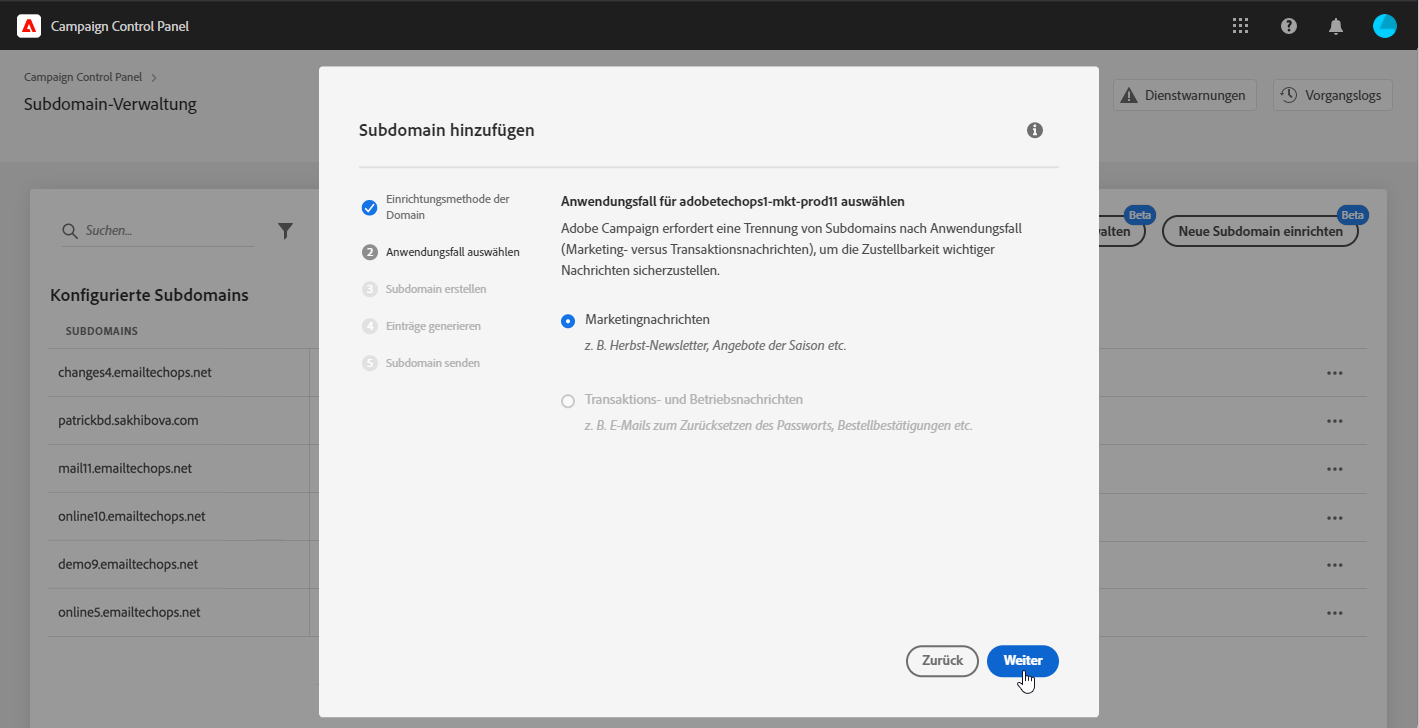 Campaign Control Panel
Campaign Control Panel
Subdomain-Verwaltung
Dienstwarnungen
Vorgangslogs
Subdomain hinzufügen
Einrichtungsmethode der
Domain
2 Anwendungsfall auswählen
3 Subdomain erstellen
4 Einträge generieren
5 Subdomain senden
Anwendungsfall für adobetechops1-mkt-prod11 auswählen
Adobe Campaign erfordert eine Trennung von Subdomains nach Anwendungsfall
(Marketing- versus Transaktionsnachrichten), um die Zustellbarkeit wichtiger
Nachrichten sicherzustellen.
Marketingnachrichten
z. B. Herbst-Newsletter, Angebote der Saison etc.
Transaktions- und Betriebsnachrichten
z. B. E-Mails zum Zurücksetzen des Passworts, Bestellbestätigungen etc.
Zurück
Weiter
Suchen...
Beta
Beta
Neue Subdomain einrichten
Konfigurierte Subdomains
SUBDOMAINS
changes4.emailtechops.net
patrickbd.sakhibova.com
mail11.emailtechops.net
online10.emailtechops.net
demo9.emailtechops.net
online5.emailtechops.net